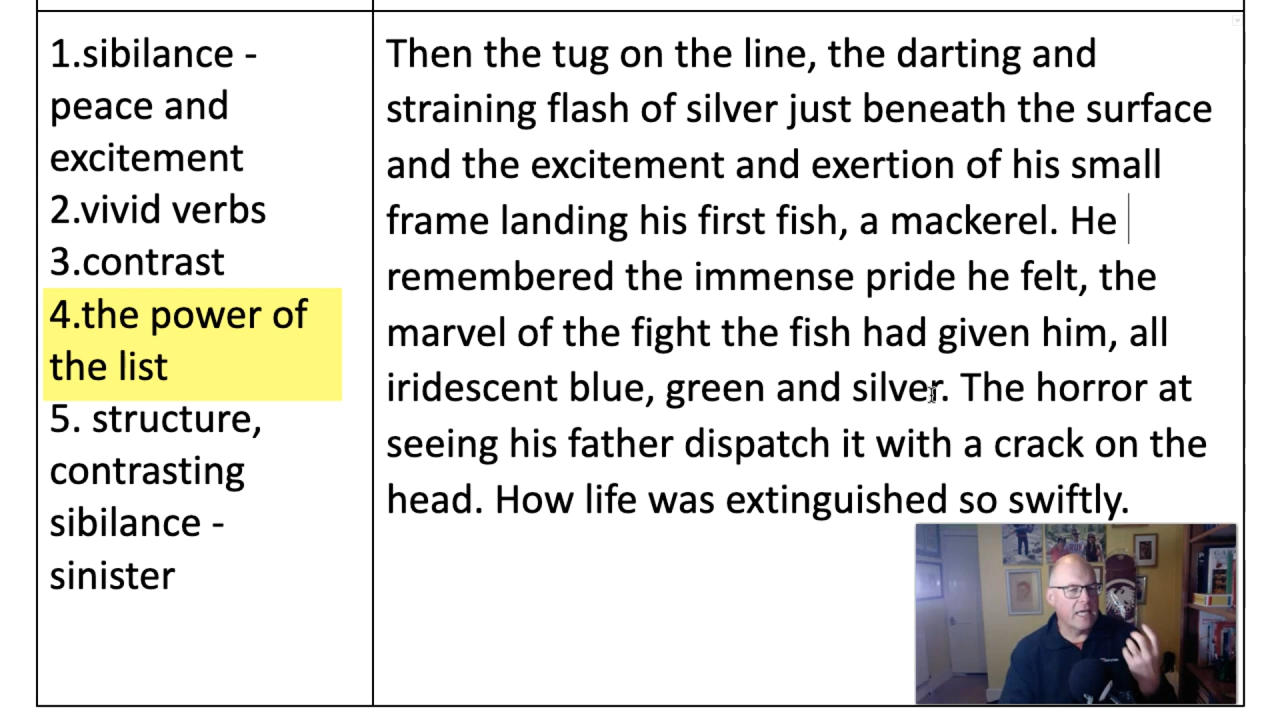 1.sibilance -
peace and
excitement
2.vivid verbs
3.contrast
4.the power of
the list
5. structure,
contrasting
sibilance -
sinister
Then the tug on the line, the darting and
straining flash of silver just beneath the surface
and the excitement and exertion of his small
frame landing his first fish, a mackerel. He
remembered the immense pride he felt, the
marvel of the fight the fish had given him, all
iridescent blue, green and silver. The horror at
seeing his father dispatch it with a crack on the
head. How life was extinguished so swiftly.